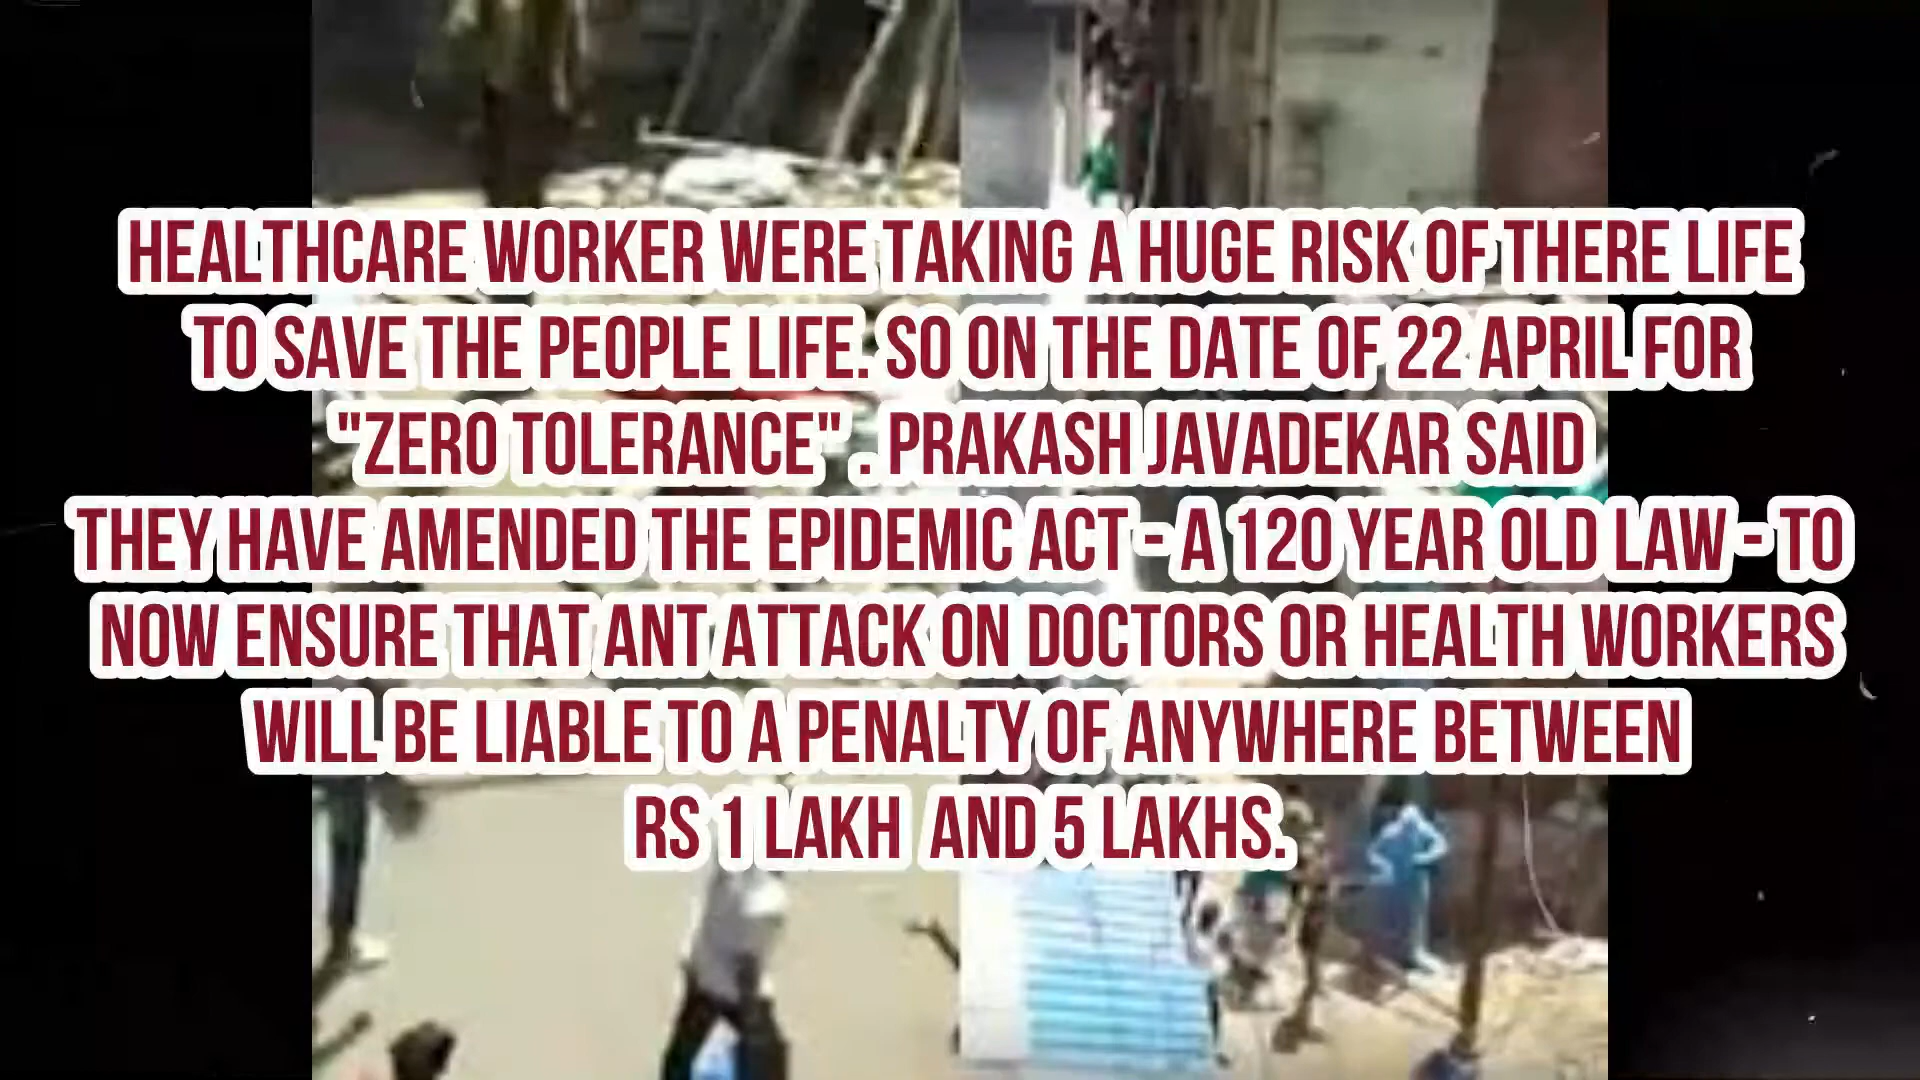 HEALTHCARE WORKER WERE TAKING A HUGE RISK OF THERE LIFE
TO SAVE THE PEOPLE LIFE. SO ON THE DATE OF 22 APRIL FOR
"ZERO TOLERANCE" . PRAKASH JAVADEKAR SAID
THEY HAVE AMENDED THE EPIDEMIC ACT - A 120 YEAR OLD LAW - TO
NOW ENSURE THAT ANT ATTACK ON DOCTORS OR HEALTH WORKERS
WILL BE LIABLE TO A PENALTY OF ANYWHERE BETWEEN
RS 1 LAKH AND 5 LAKHS.